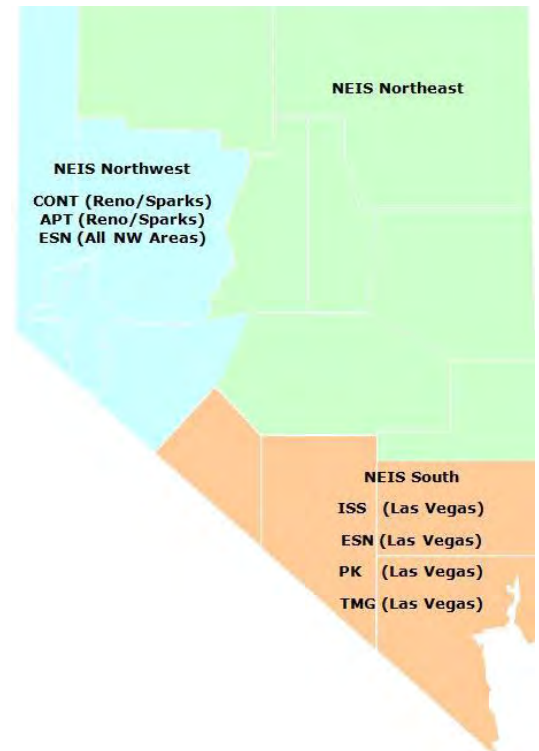 NEIS Northeast
NEIS Northwest
CONT (Reno/Sparks)
APT (Reno/Sparks)
ESN (All NW Areas)
NEIS South
ISS (Las Vegas)
ESN (Las Vegas)
PK (Las Vegas)
TMG (Las Vegas)